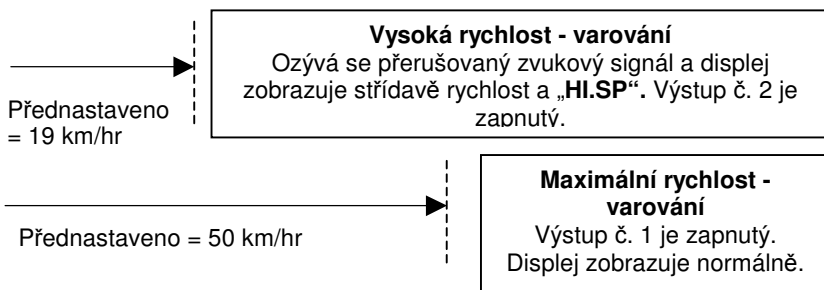 Vysoká rychlost - varování
Ozývá se přerušovaný zvukový signál a displej
zobrazuje střídavě rychlost a „HI.SP“. Výstup č. 2 je
zapnutý.
Přednastaveno
= 19 km/hr
Maximální rychlost -
varování
Výstup č. 1 je zapnutý.
Displej zobrazuje normálně.
Přednastaveno = 50 km/hr